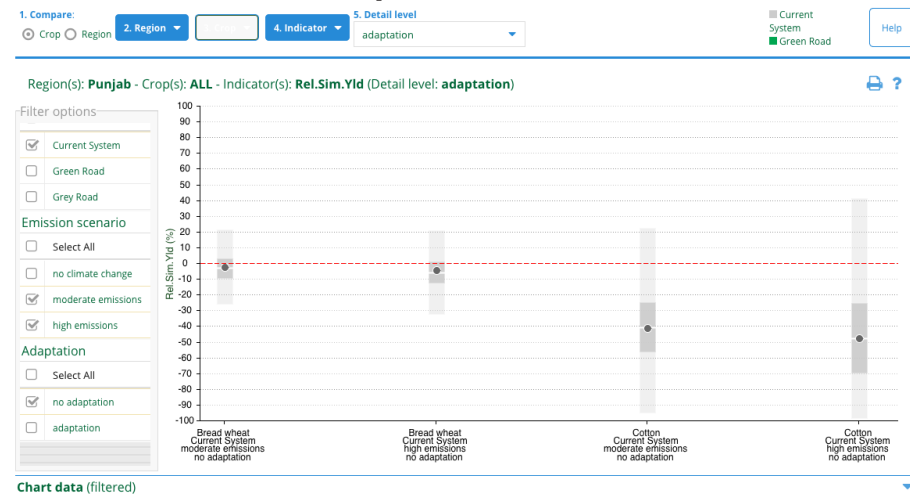 1. Compare:
Crop
Region
2. Region
4. Indicator
5. Detail level
adaptation
Current
System
Green Road
Help
Region(s): Punjab - Crop(s): ALL - Indicator(s): Rel.Sim.Yld (Detail level: adaptation)
?
Filter options
Current System
Green Road
Grey Road
Emission scenario
Select All
no climate change
moderate emissions
high emissions
Adaptation
Select All
no adaptation
adaptation
Rel.Sim.Yld (%)
100
90
80
70
60
50
40
30
20
10
0
-10
-20
-30
-40
-50
-60
-70
-80
-90
-100
Bread wheat
Current System
moderate emissions
no adaptation
Bread wheat
Current System
high emissions
no adaptation
Cotton
Current System
moderate emissions
no adaptation
Cotton
Current System
high emissions
no adaptation
Chart data (filtered)